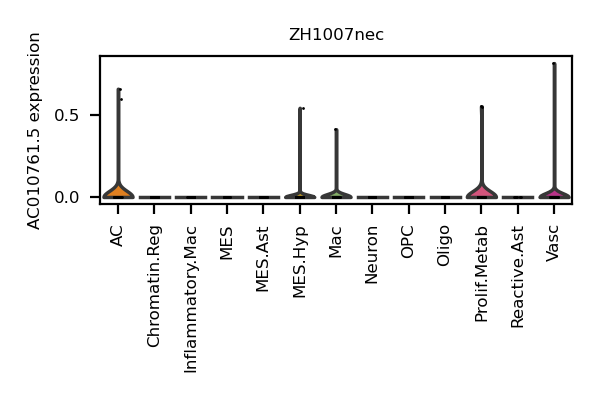 ZH1007nec
AC010761.5 expression
0.5
0.0
AC
Chromatin.Reg
Inflammatory.Mac
MES
MES.Ast
MES.Hyp
Mac
Neuron
OPC
Oligo
Prolif.Metab
Reactive.Ast
Vasc